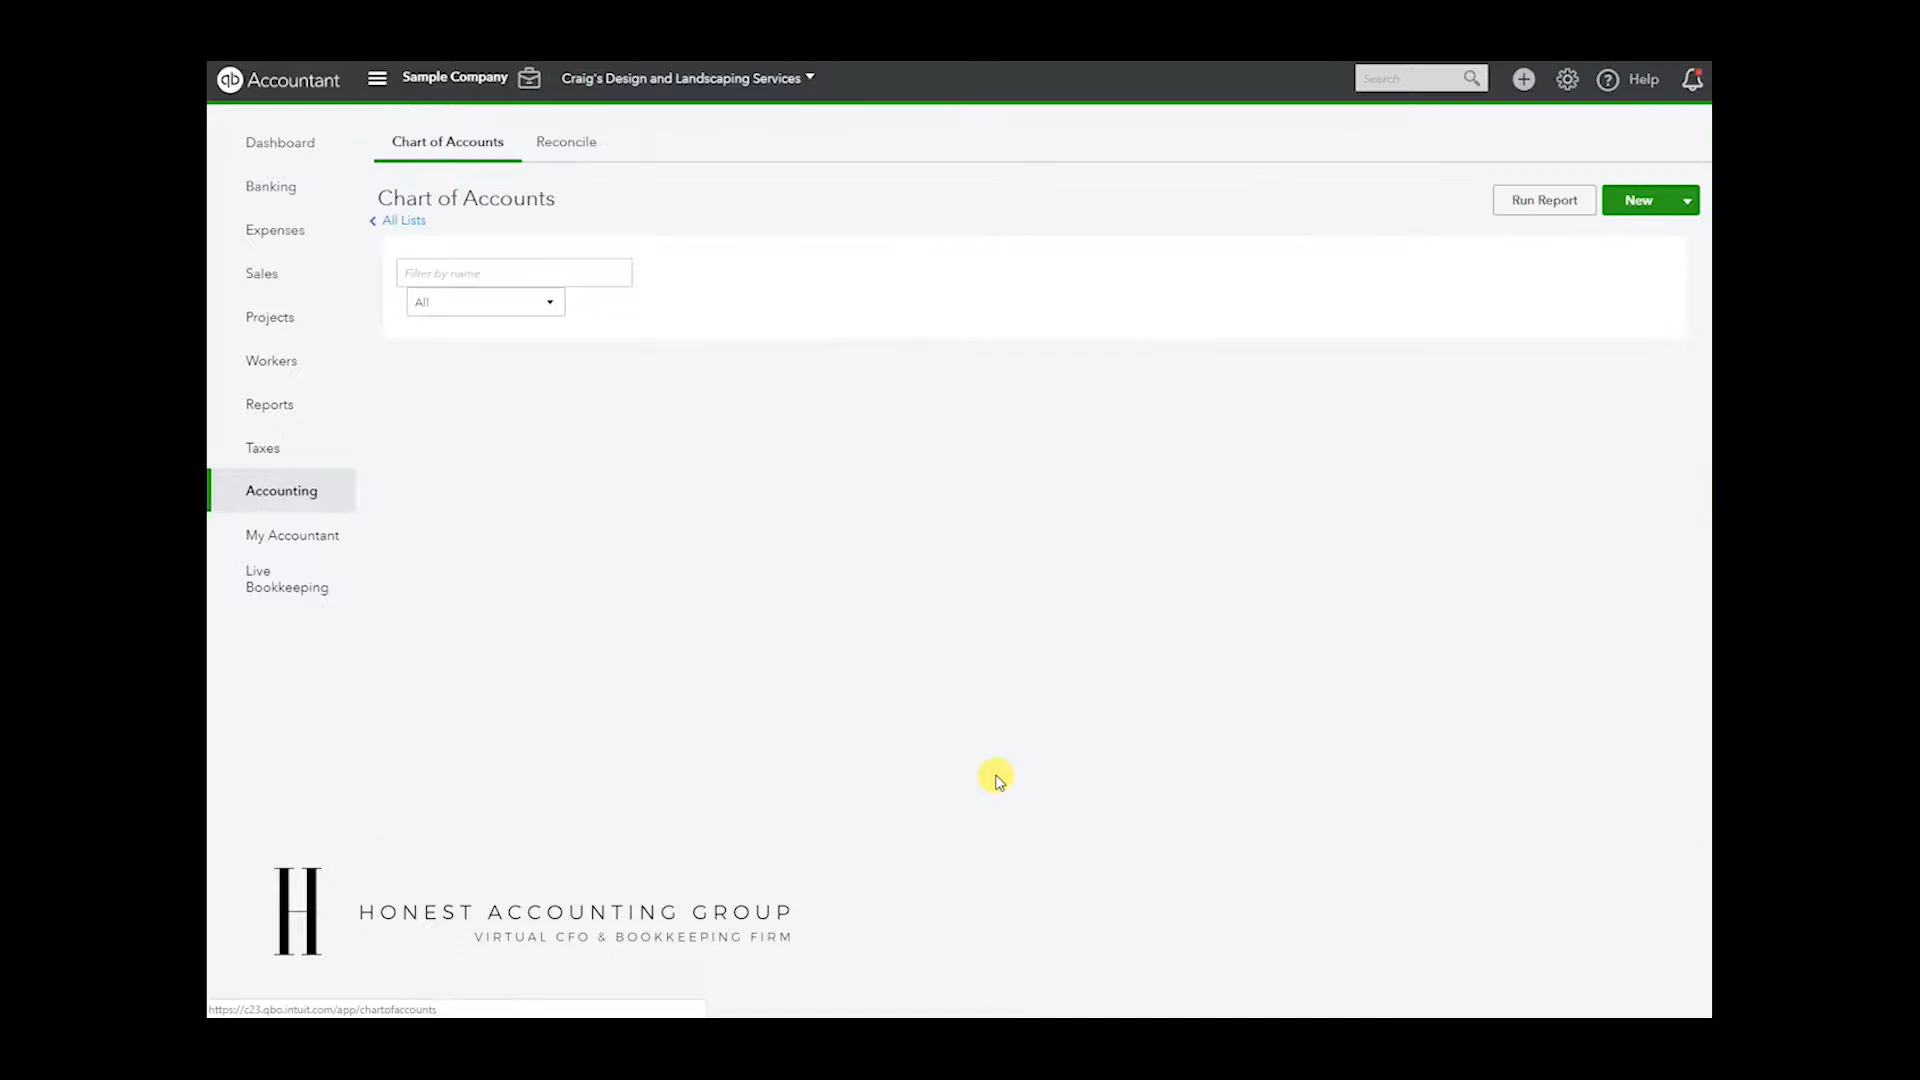 qb Accountant
Sample Company
Craig's Design and Landscaping Services
Search
Help
Dashboard
Banking
Expenses
Sales
Projects
Workers
Reports
Taxes
Accounting
My Accountant
Live
Bookkeeping
Chart of Accounts
Reconcile
Chart of Accounts
All Lists
Run Report
New
Filter by name
All
H
HONEST ACCOUNTING GROUP
VIRTUAL CFO & BOOKKEEPING FIRM
https://c23.qbo.intuit.com/app/chartofaccounts